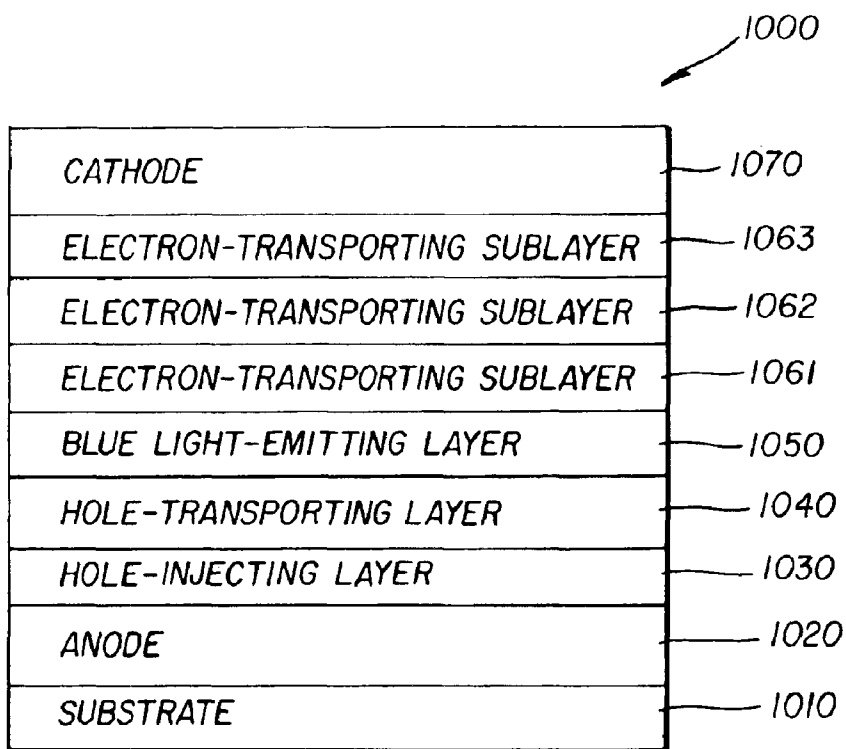 1000
CATHODE 1070
ELECTRON-TRANSPORTING SUBLAYER 1063
ELECTRON-TRANSPORTING SUBLAYER 1062
ELECTRON-TRANSPORTING SUBLAYER 1061
BLUE LIGHT-EMITTING LAYER 1050
HOLE-TRANSPORTING LAYER 1040
HOLE-INJECTING LAYER 1030
ANODE 1020
SUBSTRATE 1010